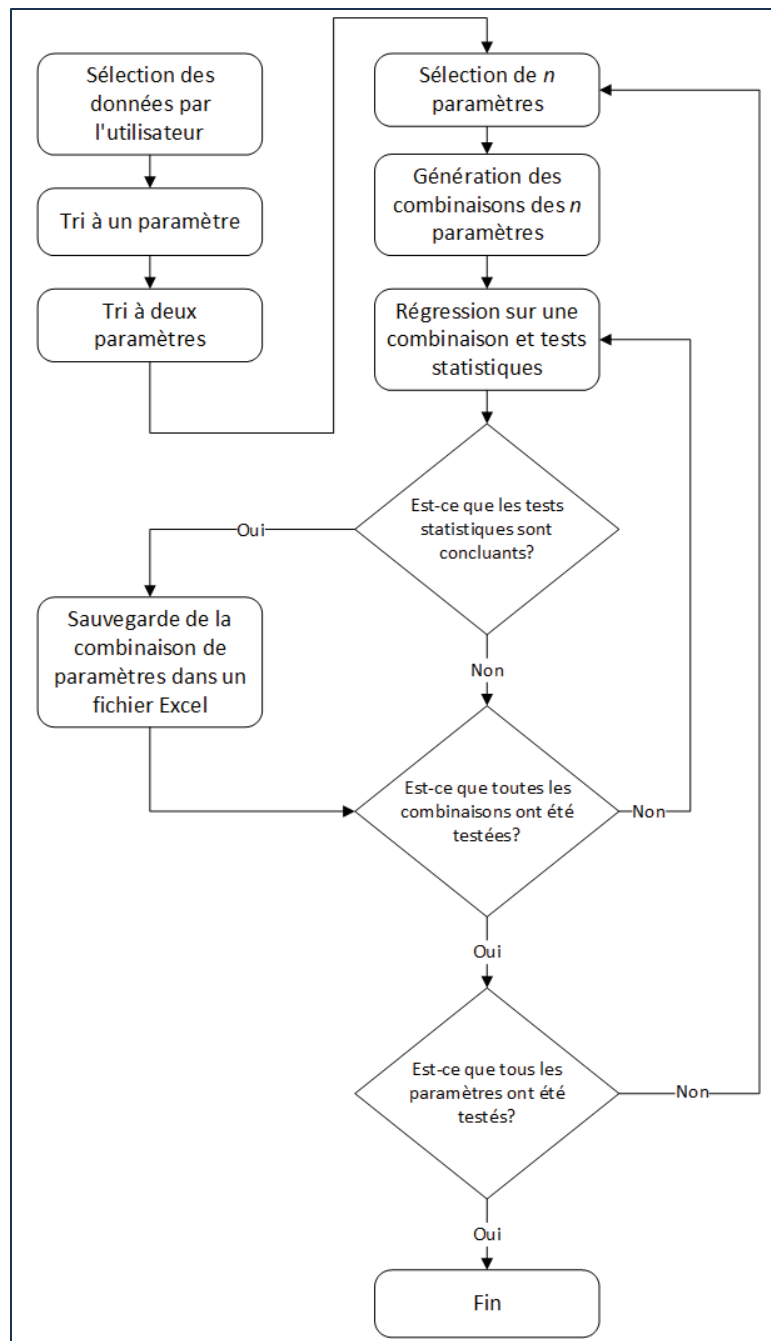 Sélection des
données par
l'utilisateur
Tri à un paramètre
Tri à deux
paramètres
Sélection de n
paramètres
Génération des
combinaisons des n
paramètres
Régression sur une
combinaison et tests
statistiques
Est-ce que les tests
statistiques sont
concluants?
Oui
Sauvegarde de la
combinaison de
paramètres dans un
fichier Excel
Non
Est-ce que toutes les
combinaisons ont été
testées?
Non
Oui
Est-ce que tous les
paramètres ont été
testés?
Non
Oui
Fin